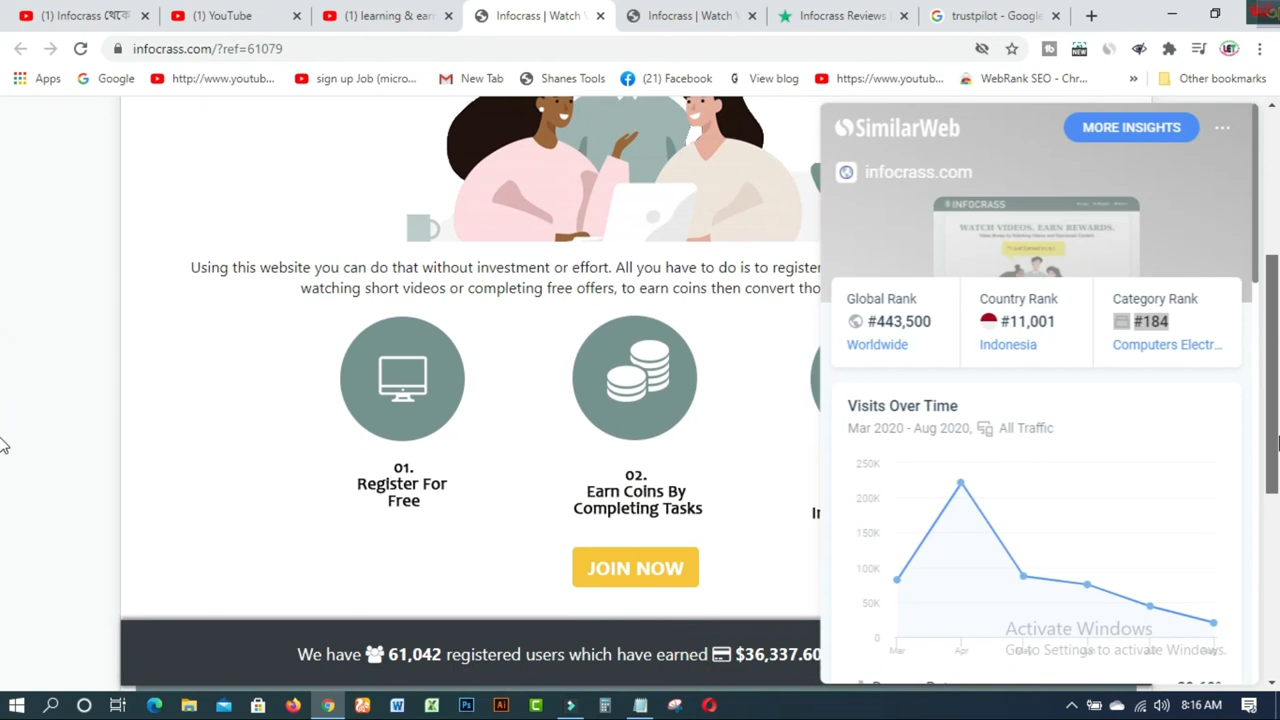 (1) Infocrass থেকে
(1) YouTube
(1) learning & ear
Infocrass | Watch V
Infocrass | Watch V
Infocrass Reviews |
trustpilot - Google
infocrass.com/?ref=61079
NEW
LET
Apps
Google
http://www.youtub...
sign up Job (micro...
New Tab
Shanes Tools
(21) Facebook
View blog
https://www.youtub...
WebRank SEO - Chr...
»
Other bookmarks
SimilarWeb
MORE INSIGHTS
infocrass.com
INFOCRASS
WATCH VIDEOS. EARN REWARDS.
Using this website you can do that without investment or effort. All you have to do is to register
watching short videos or completing free offers, to earn coins then convert tho
Global Rank
#443,500
Worldwide
Country Rank
#11,001
Indonesia
Category Rank
#184
Computers Electr...
01.
Register For
Free
02.
Earn Coins By
Completing Tasks
JOIN NOW
Visits Over Time
Mar 2020 - Aug 2020, All Traffic
250K
200K
150K
100K
50K
0
Mar
Apr
Activate Windows
Go to Settings to activate Windows.
We have 61,042 registered users which have earned $36,337.60
8:16 AM